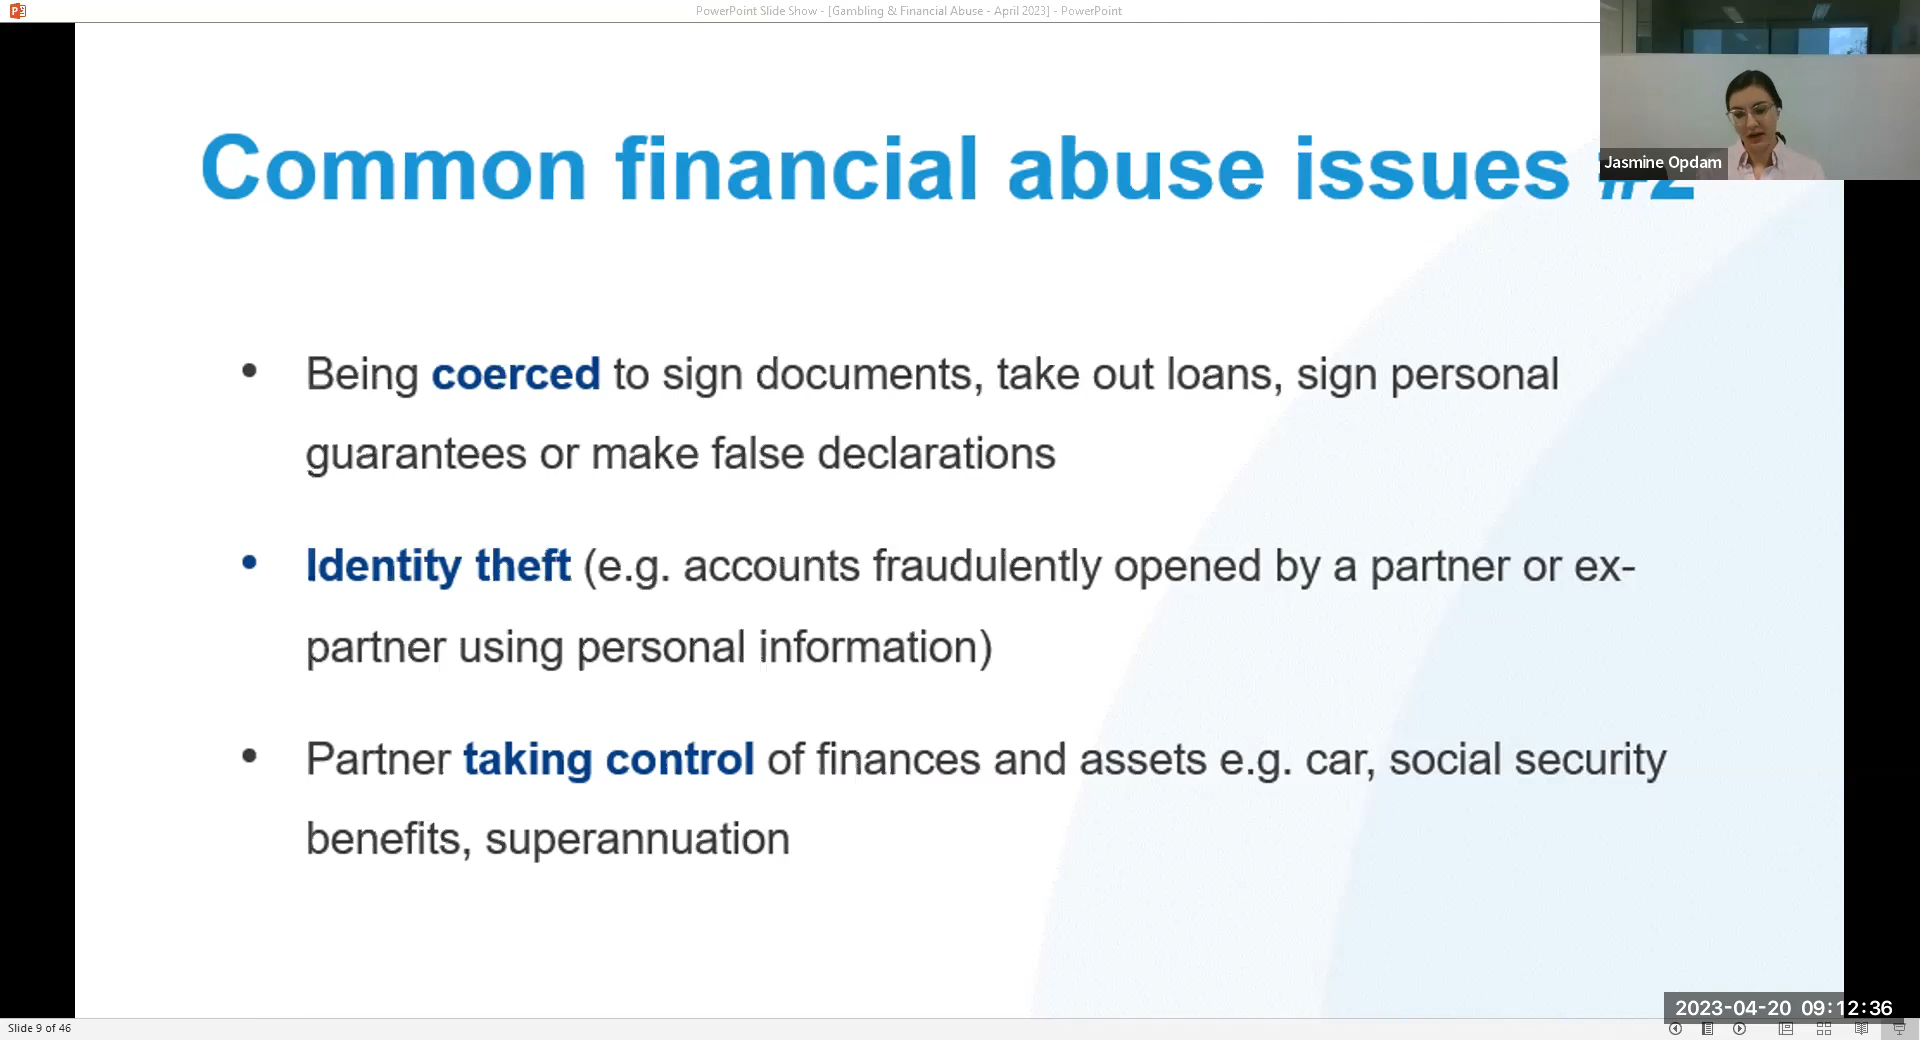 PowerPoint Slide Show - [Gambling & Financial Abuse - April 2023] - PowerPoint
Jasmine Opdam
Common financial abuse issues #2
• Being coerced to sign documents, take out loans, sign personal
guarantees or make false declarations
• Identity theft (e.g. accounts fraudulently opened by a partner or ex-
partner using personal information)
• Partner taking control of finances and assets e.g. car, social security
benefits, superannuation
2023-04-20 09:12:36
Slide 9 of 46